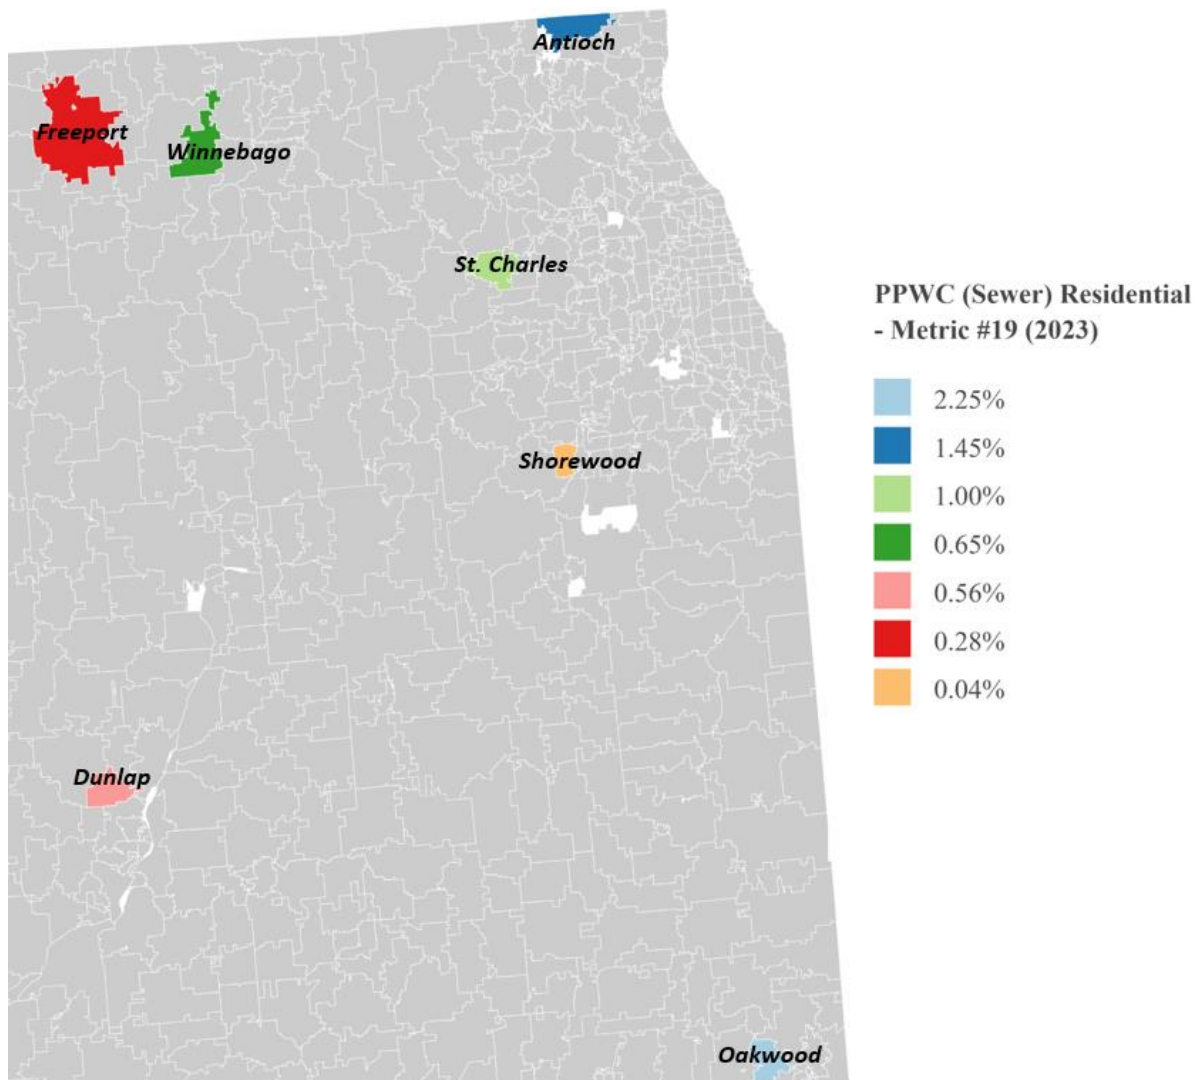 Antioch
Freeport
Winnebago
St. Charles
Shorewood
Dunlap
Oakwood
PPWC (Sewer) Residential
- Metric #19 (2023)
2.25%
1.45%
1.00%
0.65%
0.56%
0.28%
0.04%